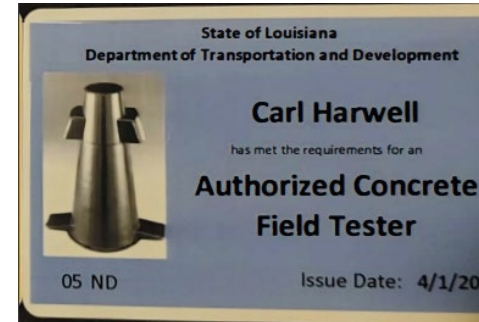 State of Louisiana
Department of Transportation and Development
Carl Harwell
has met the requirements for an
Authorized Concrete
Field Tester
05 ND
Issue Date: 4/1/20